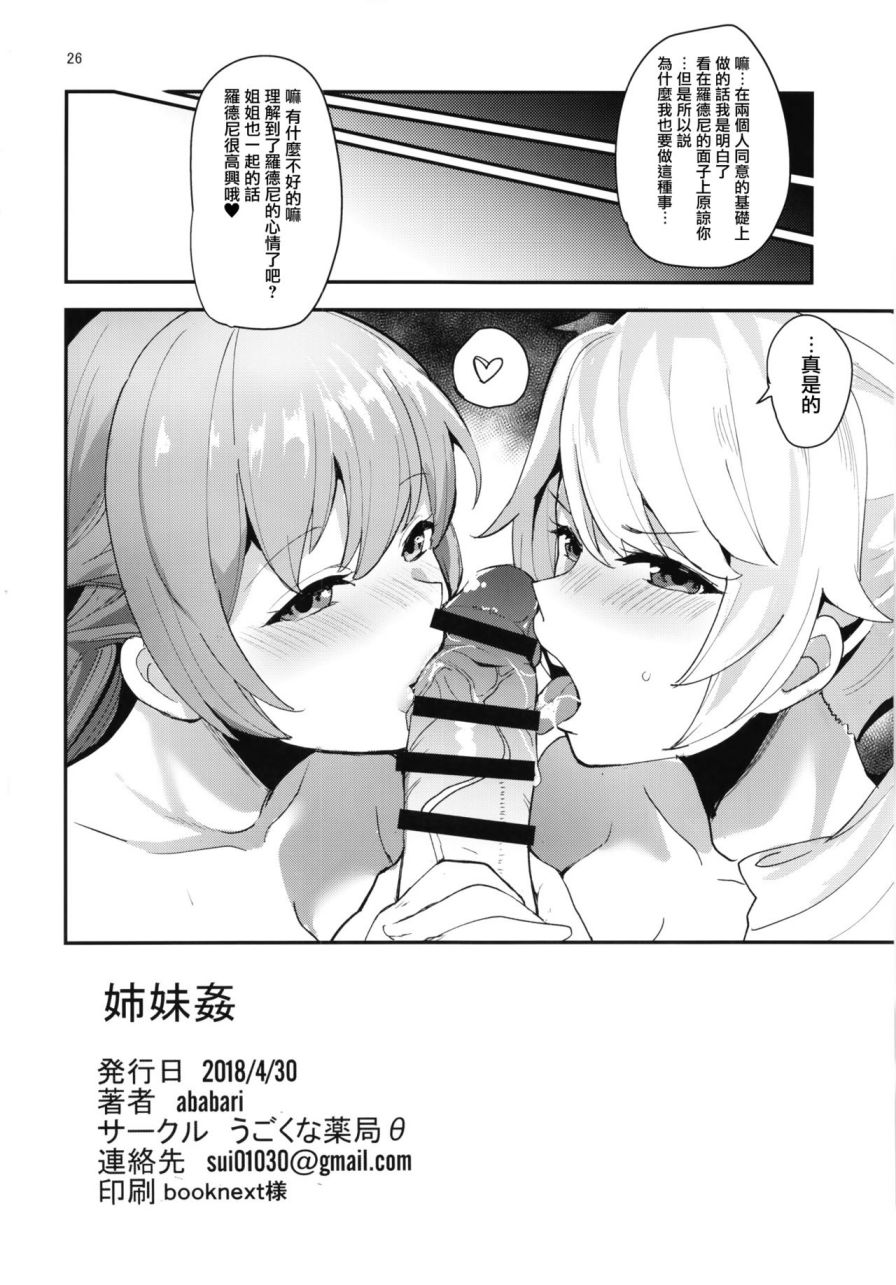 26
嘛…在兩個人同意的基礎上
做的話我是明白了
看在羅德尼的面子上原諒你
…但是所以說
為什麼我也要做這種事…
嘛 有什麼不好的嘛
理解到了羅德尼的心情了吧？
姐姐也一起的話
羅德尼很高興哦♥
…真是的
姉妹姦
発行日 2018/4/30
著者 ababari
サークル うごくな薬局θ
連絡先 sui01030@gmail.com
印刷 booknext様